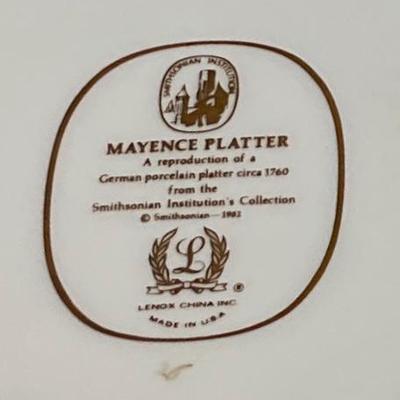 SMITHSONIAN INSTITUTION
MAYENCE PLATTER
A reproduction of a
German porcelain platter circa 1760
from the
Smithsonian Institution's Collection
© Smithsonian—1982
L ®
LENOX CHINA INC.
MADE IN U.S.A.